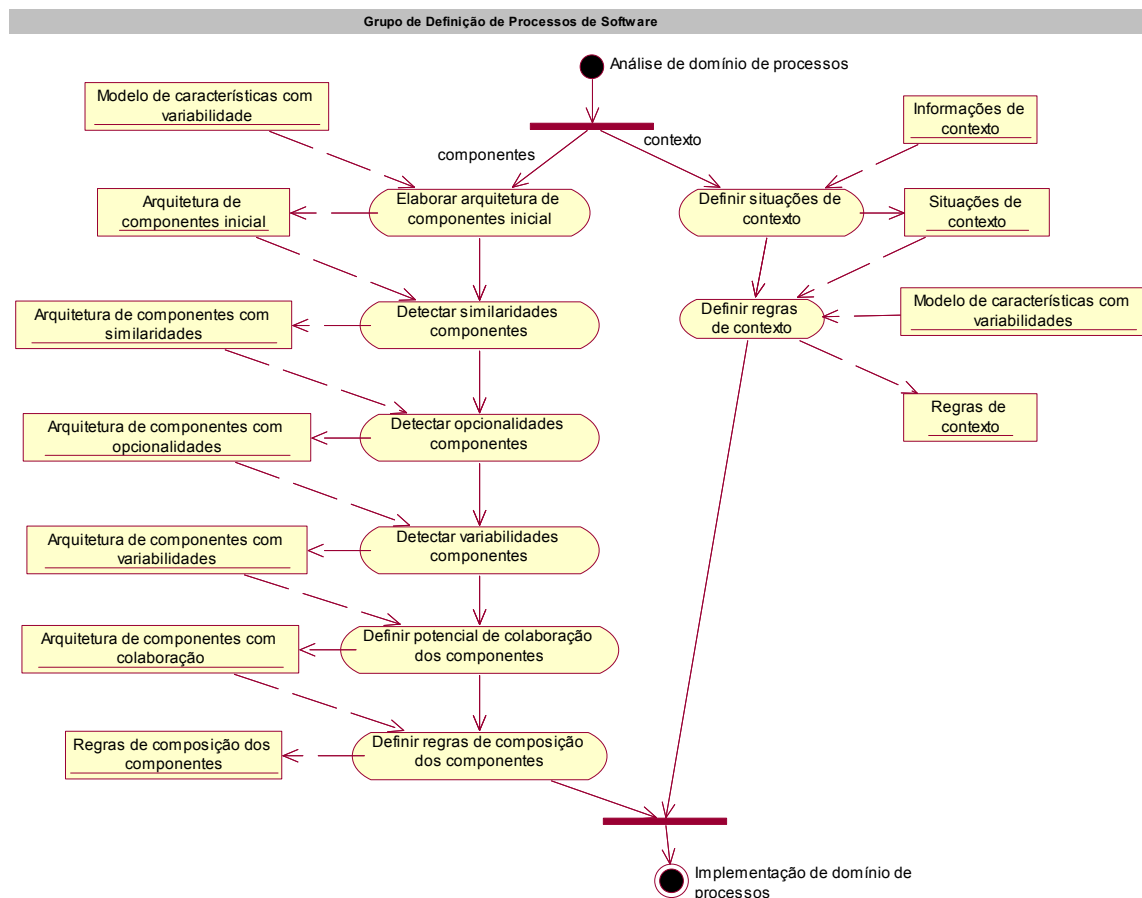 Grupo de Definição de Processos de Software
Análise de domínio de processos
Modelo de características com
variabilidade
Informações de
contexto
componentes
contexto
Arquitetura de
componentes inicial
Elaborar arquitetura de
componentes inicial
Definir situações de
contexto
Situações de
contexto
Arquitetura de componentes com
similaridades
Detectar similaridades
componentes
Definir regras
de contexto
Modelo de características com
variabilidades
Regras de
contexto
Arquitetura de componentes com
opcionalidades
Detectar opcionalidades
componentes
Arquitetura de componentes com
variabilidades
Detectar variabilidades
componentes
Arquitetura de componentes com
colaboração
Definir potencial de colaboração
dos componentes
Regras de composição dos
componentes
Definir regras de composição
dos componentes
Implementação de domínio de
processos